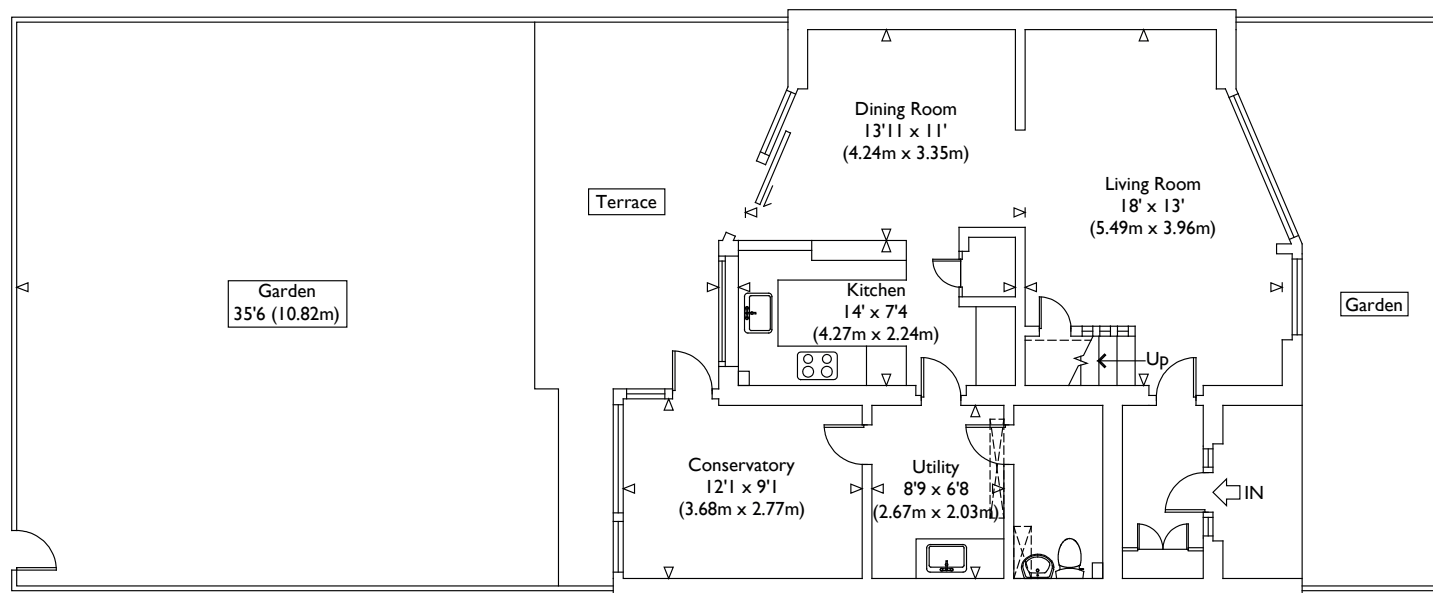 Dining Room
13'11 x 11'
(4.24m x 3.35m)
Living Room
18' x 13'
(5.49m x 3.96m)
Terrace
Garden
35'6 (10.82m)
Kitchen
14' x 7'4
(4.27m x 2.24m)
Garden
Up
Conservatory
12'1 x 9'1
(3.68m x 2.77m)
Utility
8'9 x 6'8
(2.67m x 2.03m)
IN